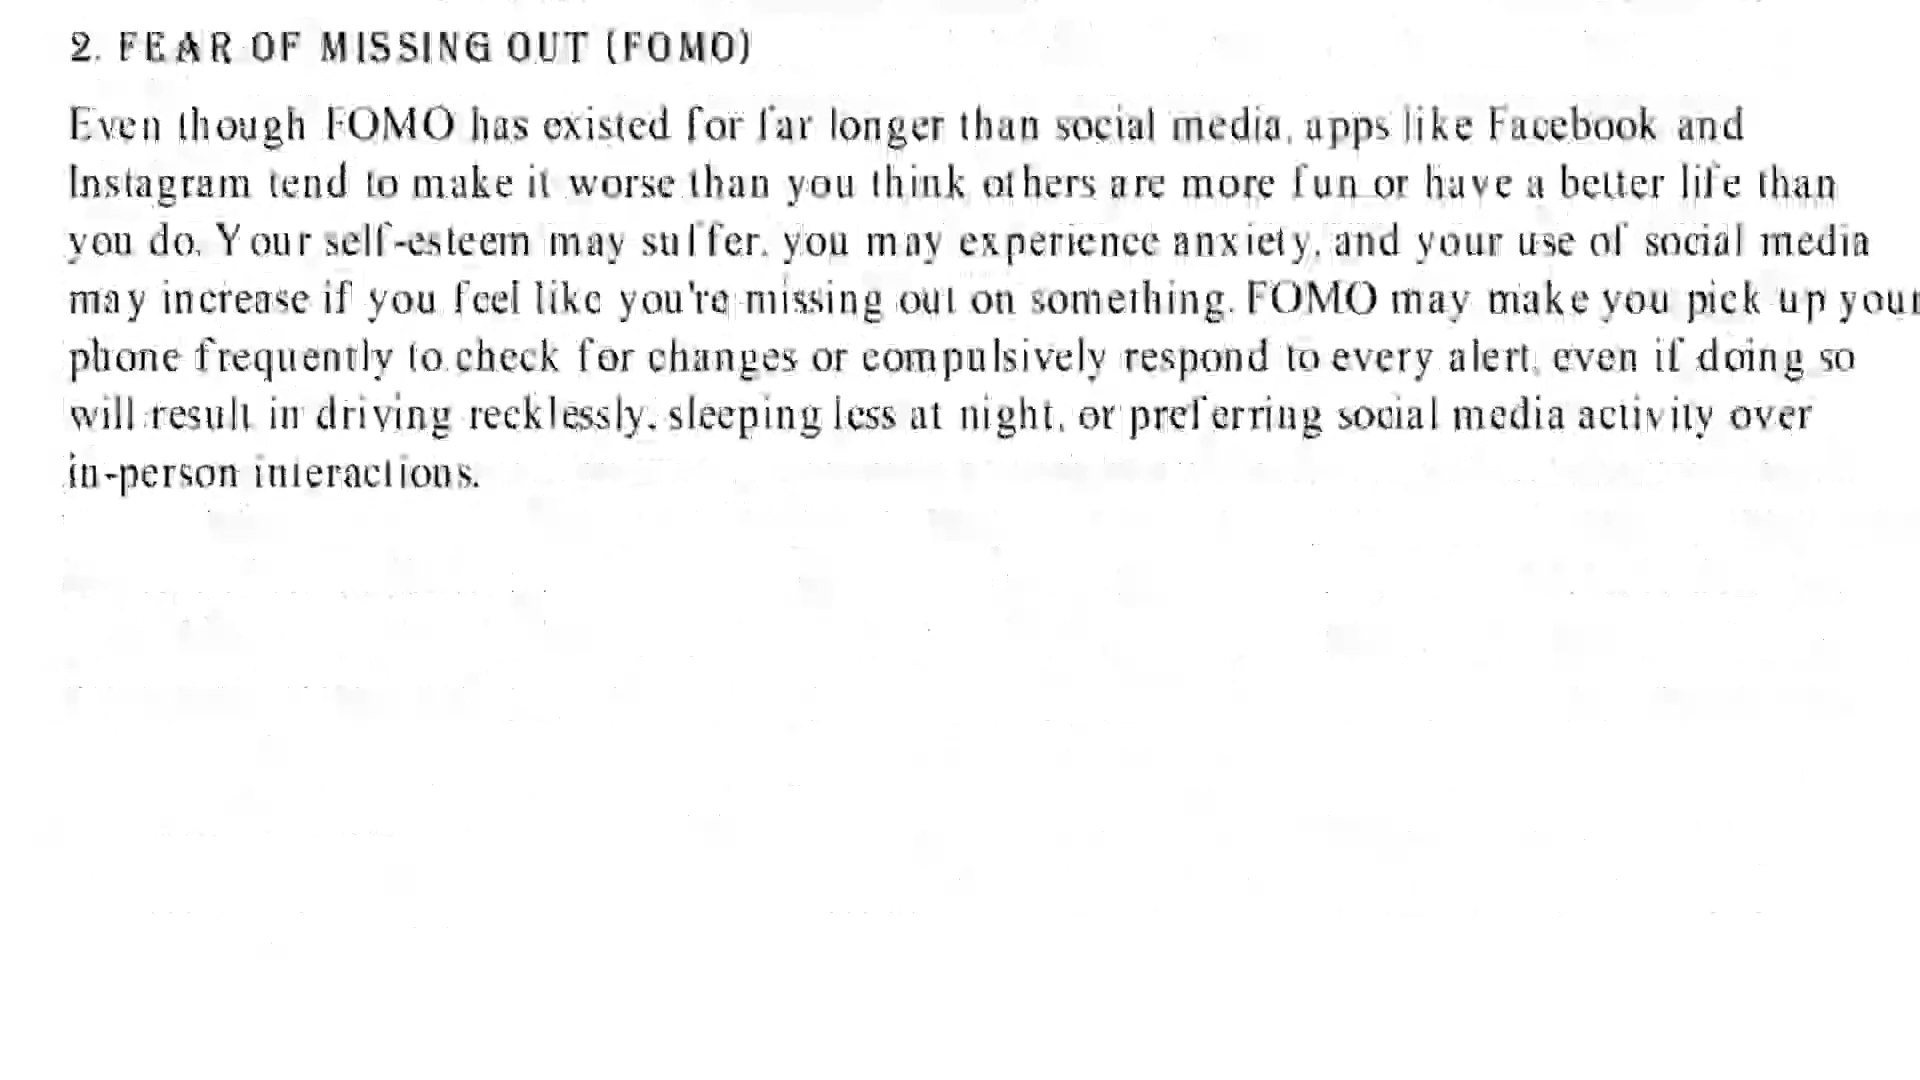 2. FEAR OF MISSING OUT (FOMO)
Even though FOMO has existed for far longer than social media, apps like Facebook and
Instagram tend to make it worse than you think others are more fun or have a better life than
you do. Your self-esteem may suffer, you may experience anxiety, and your use of social media
may increase if you feel like you're missing out on something. FOMO may make you pick up your
phone frequently to check for changes or compulsively respond to every alert, even if doing so
will result in driving recklessly, sleeping less at night, or preferring social media activity over
in-person interactions.